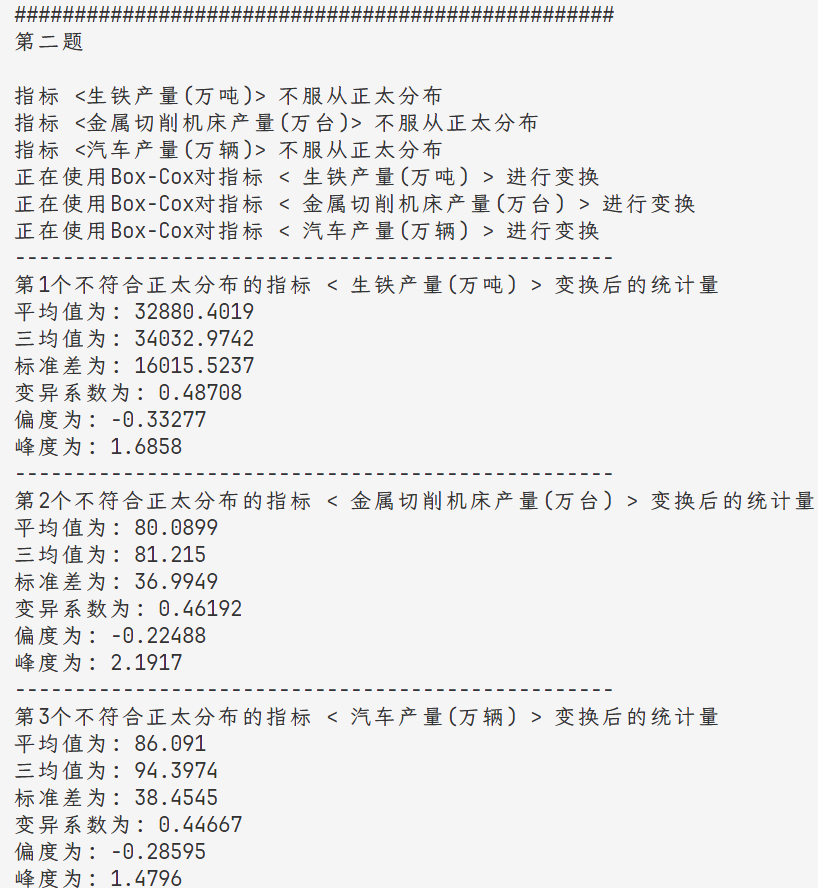 ##################################################
第二题
指标 <生铁产量(万吨)> 不服从正太分布
指标 <金属切削机床产量(万台)> 不服从正太分布
指标 <汽车产量(万辆)> 不服从正太分布
正在使用Box-Cox对指标 < 生铁产量(万吨) > 进行变换
正在使用Box-Cox对指标 < 金属切削机床产量(万台) > 进行变换
正在使用Box-Cox对指标 < 汽车产量(万辆) > 进行变换
--------------------------------------------------
第1个不符合正太分布的指标 < 生铁产量(万吨) > 变换后的统计量
平均值为: 32880.4019
三均值为: 34032.9742
标准差为: 16015.5237
变异系数为: 0.48708
偏度为: -0.33277
峰度为: 1.6858
--------------------------------------------------
第2个不符合正太分布的指标 < 金属切削机床产量(万台) > 变换后的统计量
平均值为: 80.0899
三均值为: 81.215
标准差为: 36.9949
变异系数为: 0.46192
偏度为: -0.22488
峰度为: 2.1917
--------------------------------------------------
第3个不符合正太分布的指标 < 汽车产量(万辆) > 变换后的统计量
平均值为: 86.091
三均值为: 94.3974
标准差为: 38.4545
变异系数为: 0.44667
偏度为: -0.28595
峰度为: 1.4796